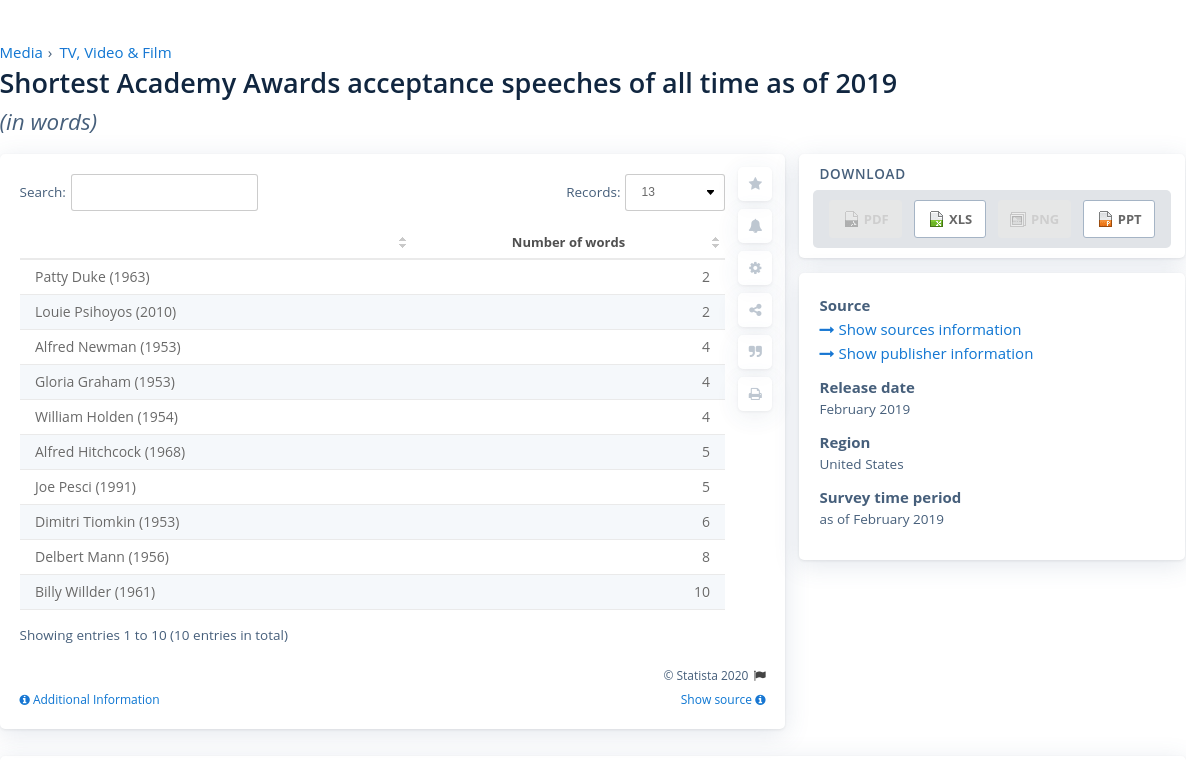 Media › TV, Video & Film
Shortest Academy Awards acceptance speeches of all time as of 2019
(in words)
Search:
Records: 13
Number of words
Patty Duke (1963) 2
Louie Psihoyos (2010) 2
Alfred Newman (1953) 4
Gloria Graham (1953) 4
William Holden (1954) 4
Alfred Hitchcock (1968) 5
Joe Pesci (1991) 5
Dimitri Tiomkin (1953) 6
Delbert Mann (1956) 8
Billy Willder (1961) 10
Showing entries 1 to 10 (10 entries in total)
© Statista 2020
Additional Information
Show source
DOWNLOAD
PDF XLS PNG PPT
Source
Show sources information
Show publisher information
Release date
February 2019
Region
United States
Survey time period
as of February 2019